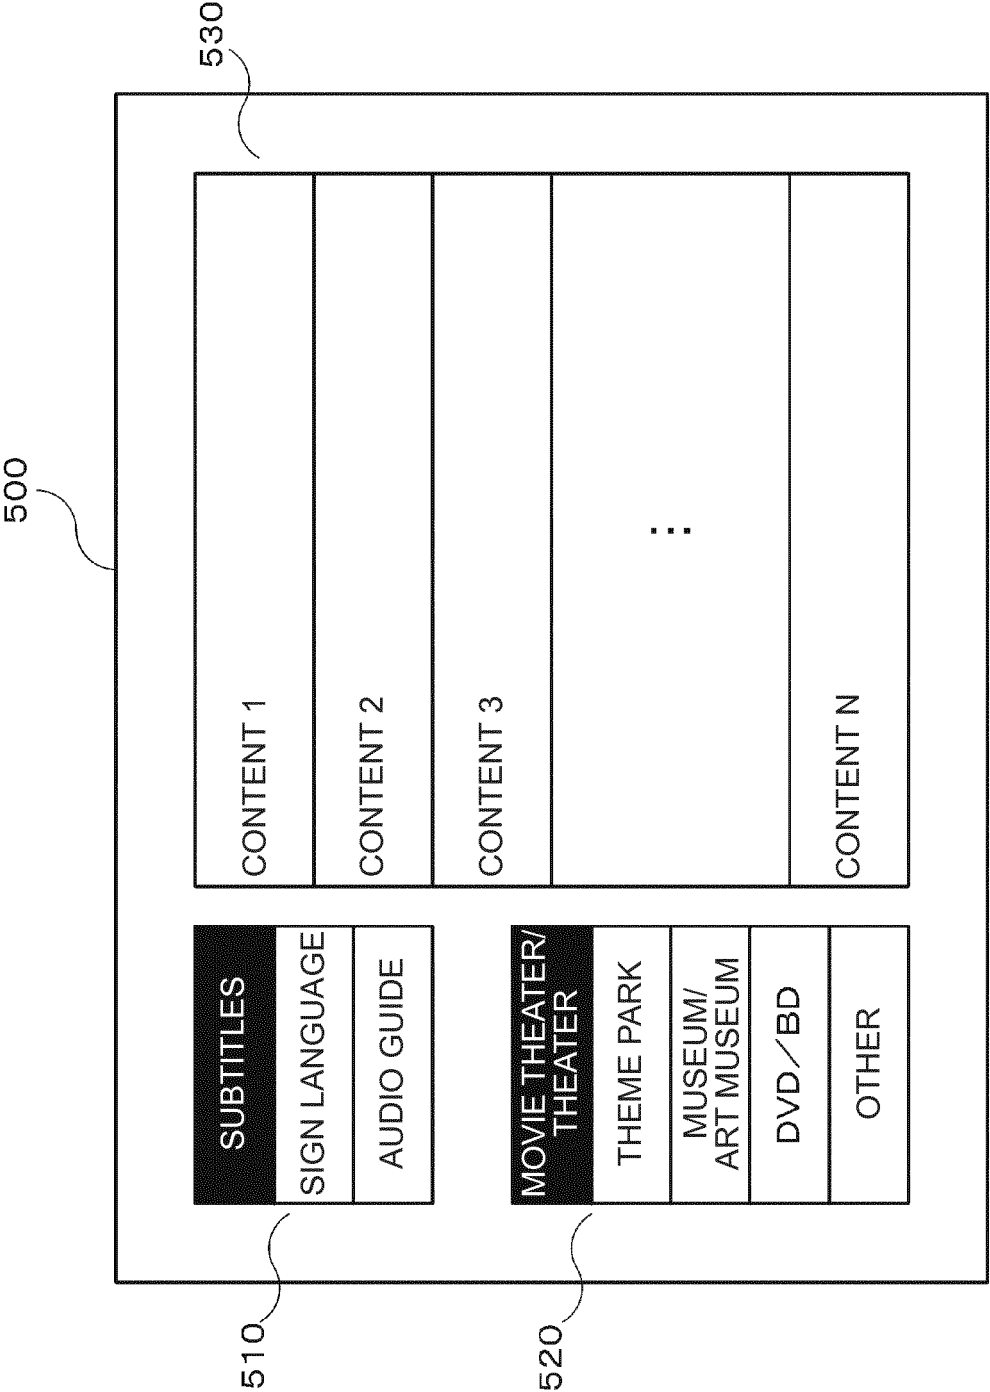 500
530
510
SUBTITLES
SIGN LANGUAGE
AUDIO GUIDE
520
MOVIE THEATER/
THEATER
THEME PARK
MUSEUM/
ART MUSEUM
DVD/BD
OTHER
CONTENT 1
CONTENT 2
CONTENT 3
⋮
CONTENT N